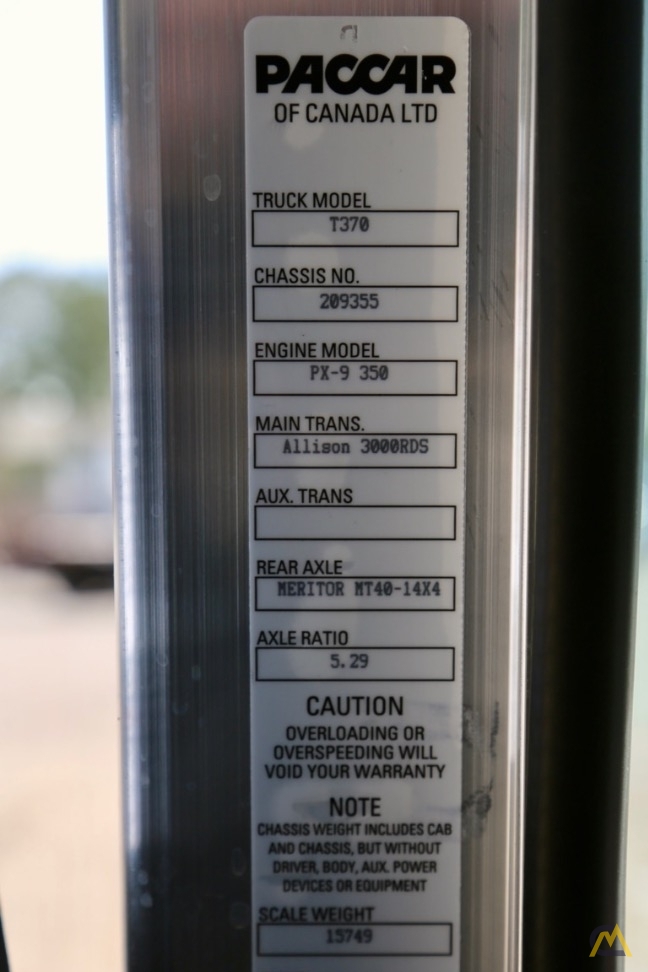 PACCAR
OF CANADA LTD
TRUCK MODEL
T370
CHASSIS NO.
209355
ENGINE MODEL
PX-9 350
MAIN TRANS.
Allison 3000RDS
AUX. TRANS
REAR AXLE
MERITOR MT40-14X4
AXLE RATIO
5.29
CAUTION
OVERLOADING OR
OVERSPEEDING WILL
VOID YOUR WARRANTY
NOTE
CHASSIS WEIGHT INCLUDES CAB
AND CHASSIS, BUT WITHOUT
DRIVER, BODY, AUX. POWER
DEVICES OR EQUIPMENT
SCALE WEIGHT
15749